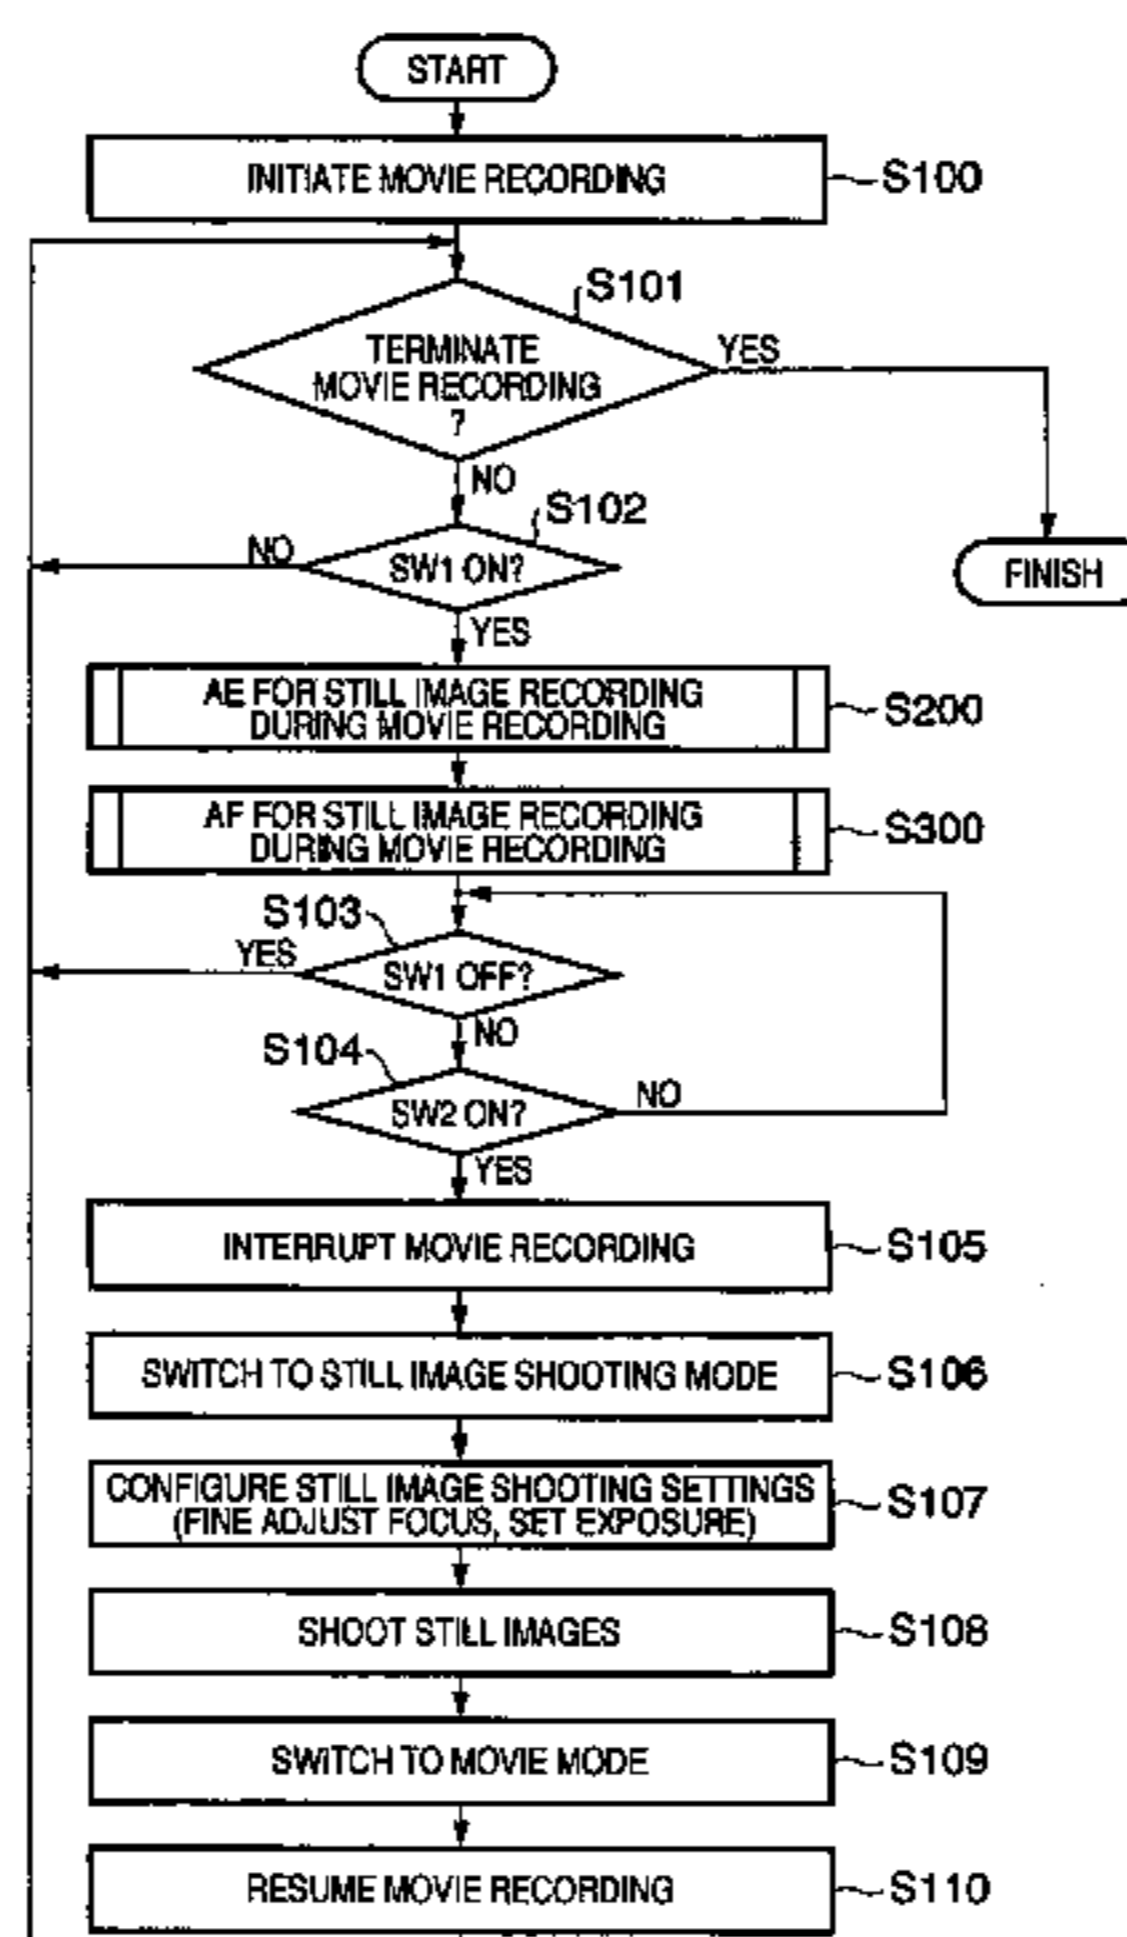 START
INITIATE MOVIE RECORDING
S100
S101
TERMINATE
MOVIE RECORDING
?
YES
NO
S102
NO
SW1 ON?
FINISH
YES
AE FOR STILL IMAGE RECORDING
DURING MOVIE RECORDING
S200
AF FOR STILL IMAGE RECORDING
DURING MOVIE RECORDING
S300
S103
YES
SW1 OFF?
NO
S104
SW2 ON?
NO
YES
INTERRUPT MOVIE RECORDING
S105
SWITCH TO STILL IMAGE SHOOTING MODE
S106
CONFIGURE STILL IMAGE SHOOTING SETTINGS
(FINE ADJUST FOCUS, SET EXPOSURE)
S107
SHOOT STILL IMAGES
S108
SWITCH TO MOVIE MODE
S109
RESUME MOVIE RECORDING
S110